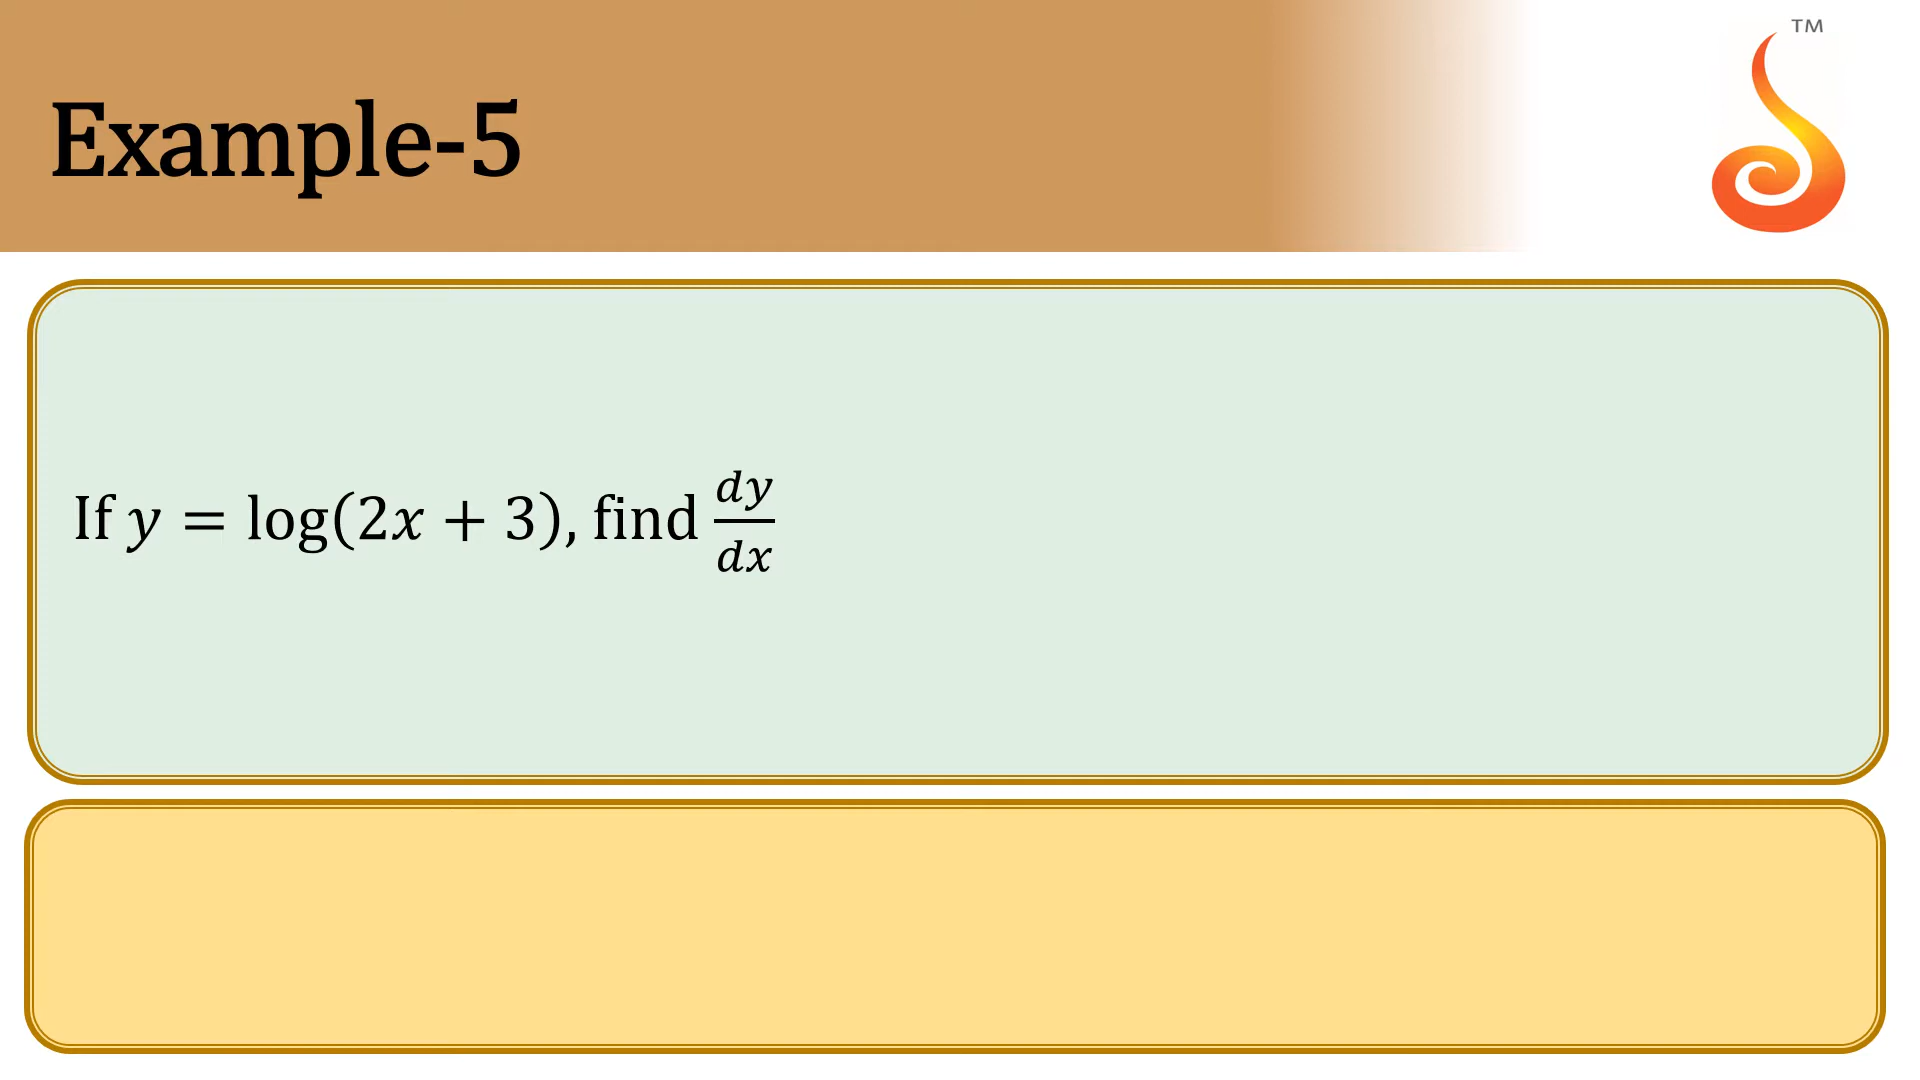 TM
Example-5
If y = log(2x + 3), find dy/dx